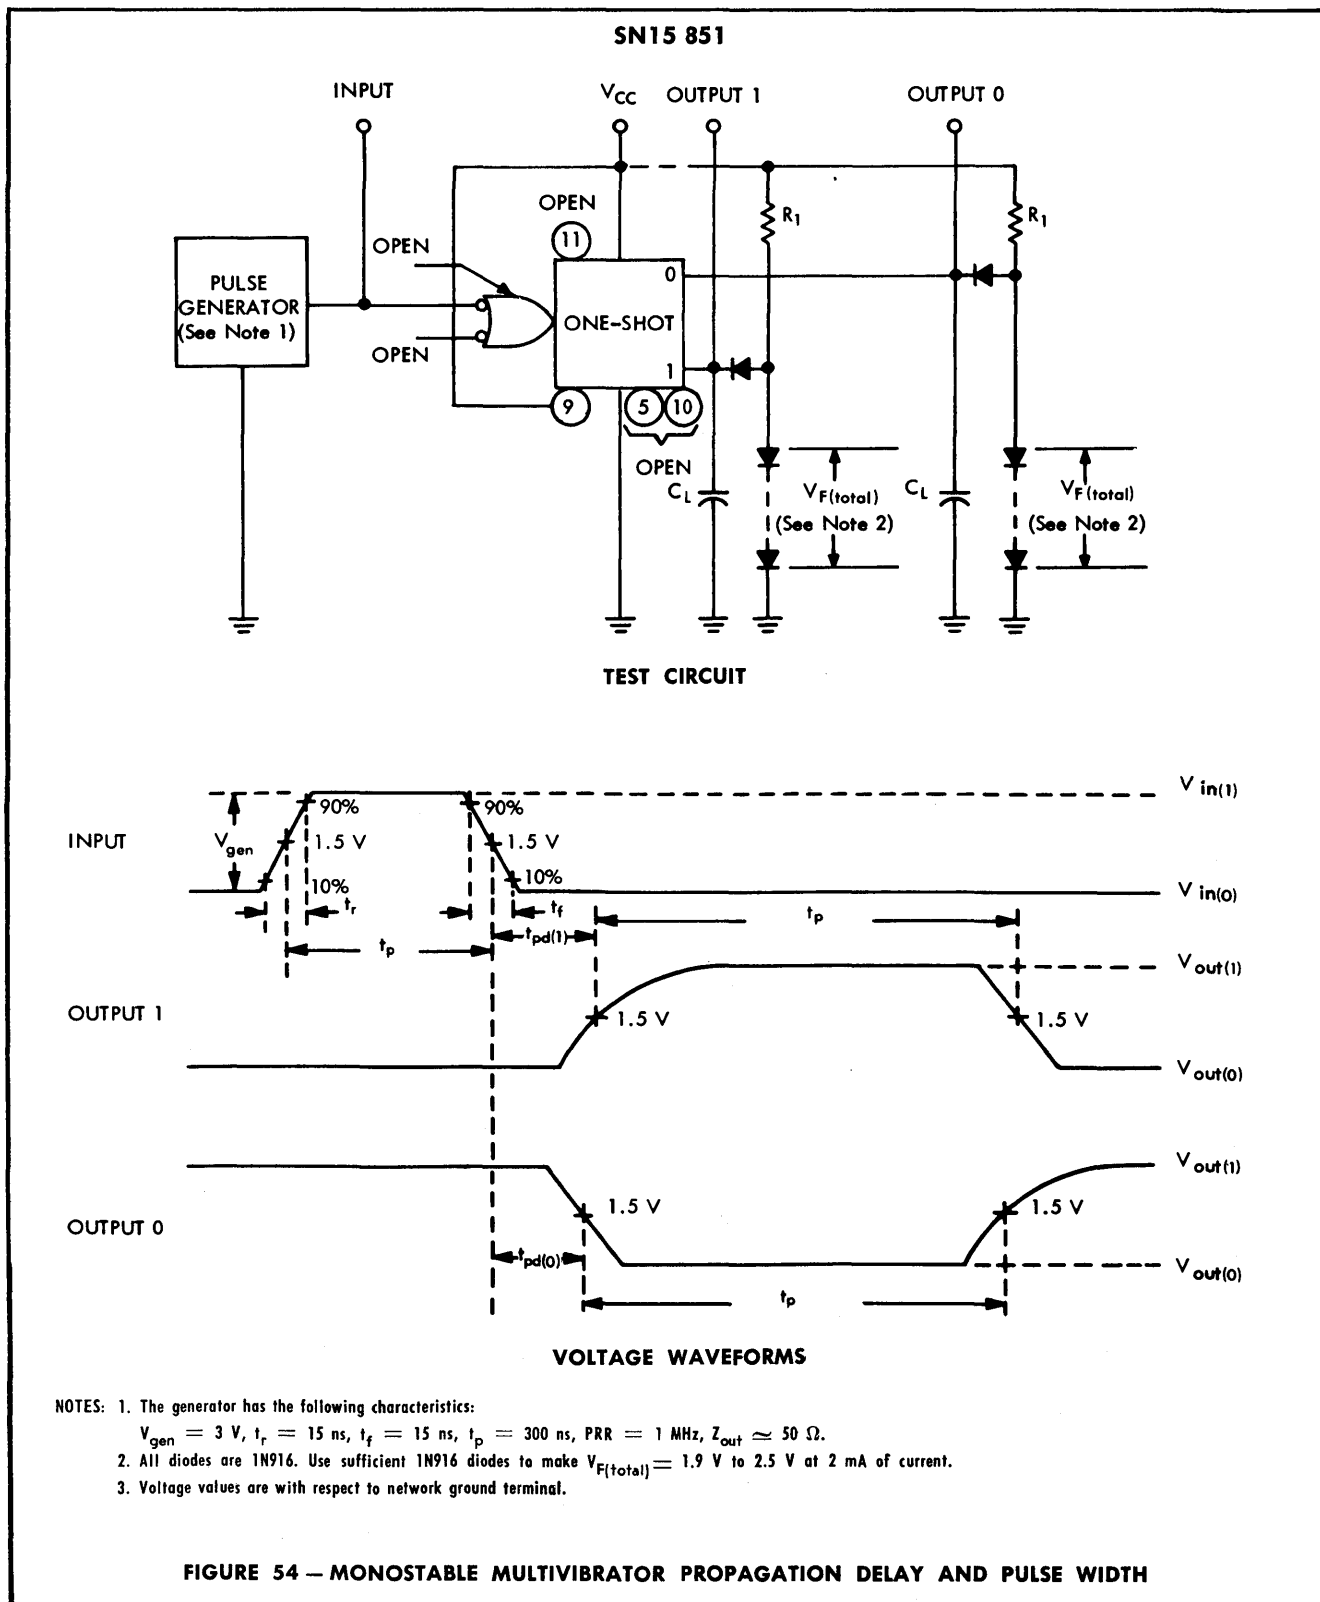 SN15 851
INPUT
VCC
OUTPUT 1
OUTPUT 0
OPEN
11
R1
R1
OPEN
PULSE
GENERATOR
(See Note 1)
0
ONE-SHOT
OPEN
1
9
5
10
OPEN
CL
VF(total)
(See Note 2)
CL
VF(total)
(See Note 2)
TEST CIRCUIT
INPUT
Vgen
90%
1.5 V
10%
tr
90%
1.5 V
10%
tf
Vin(1)
Vin(0)
tp
tpd(1)
tp
OUTPUT 1
1.5 V
1.5 V
Vout(1)
Vout(0)
OUTPUT 0
1.5 V
1.5 V
Vout(1)
Vout(0)
tpd(0)
tp
VOLTAGE WAVEFORMS
NOTES: 1. The generator has the following characteristics:
Vgen = 3 V, tr = 15 ns, tf = 15 ns, tp = 300 ns, PRR = 1 MHz, Zout ≃ 50 Ω.
2. All diodes are 1N916. Use sufficient 1N916 diodes to make VF(total) = 1.9 V to 2.5 V at 2 mA of current.
3. Voltage values are with respect to network ground terminal.
FIGURE 54 — MONOSTABLE MULTIVIBRATOR PROPAGATION DELAY AND PULSE WIDTH